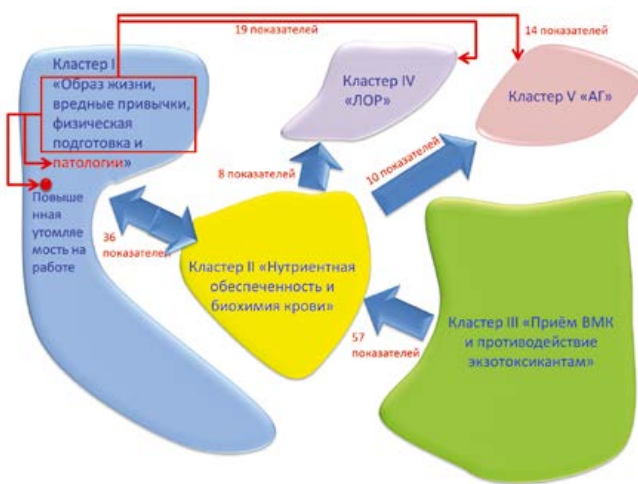 19 показателей
14 показателей
Кластер I
«Образ жизни,
вредные привычки,
физическая
подготовка и
патологии»
Кластер IV
«ЛОР»
Кластер V «АГ»
8 показателей
10 показателей
Повыше
нная
утомляе
мость на
работе
36
показателей
Кластер II «Нутриентная
обеспеченность и
биохимия крови»
57
показателей
Кластер III «Приём ВМК
и противодействие
экзотоксикантам»